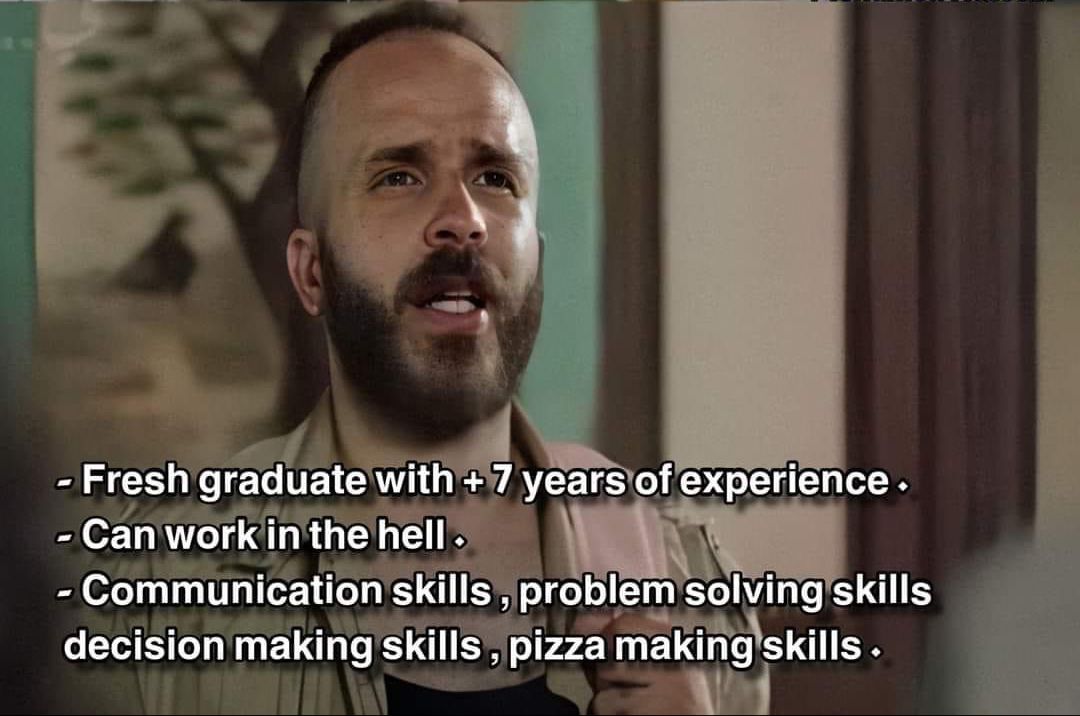 - Fresh graduate with +7 years of experience .
- Can work in the hell .
- Communication skills , problem solving skills
decision making skills , pizza making skills .